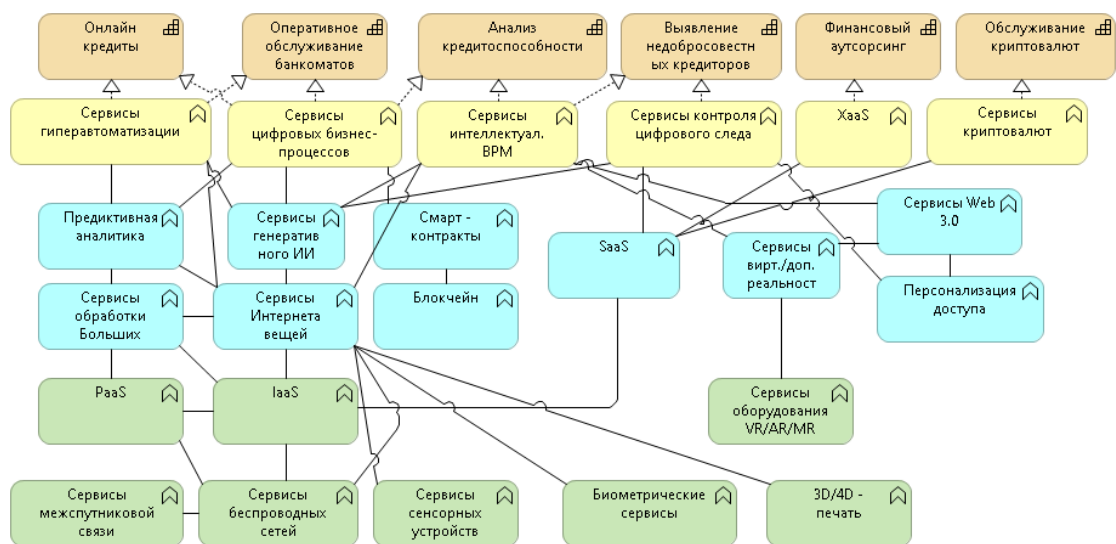 Онлайн
кредиты
Оперативное
обслуживание
банкоматов
Анализ
кредитоспособности
Выявление
недобросовестн
ых кредиторов
Финансовый
аутсорсинг
Обслуживание
криптовалют
Сервисы
гиперавтоматизации
Сервисы
цифровых бизнес-
процессов
Сервисы
интеллектуал.
BPM
Сервисы контроля
цифрового следа
XaaS
Сервисы
криптовалют
Предиктивная
аналитика
Сервисы
генератив
ного ИИ
Смарт -
контракты
SaaS
Сервисы
вирт./доп.
реальност
Сервисы Web
3.0
Сервисы
обработки
Больших
Сервисы
Интернета
вещей
Блокчейн
Персонализация
доступа
PaaS
IaaS
Сервисы
оборудования
VR/AR/MR
Сервисы
межспутниковой
связи
Сервисы
беспроводных
сетей
Сервисы
сенсорных
устройств
Биометрические
сервисы
3D/4D -
печать